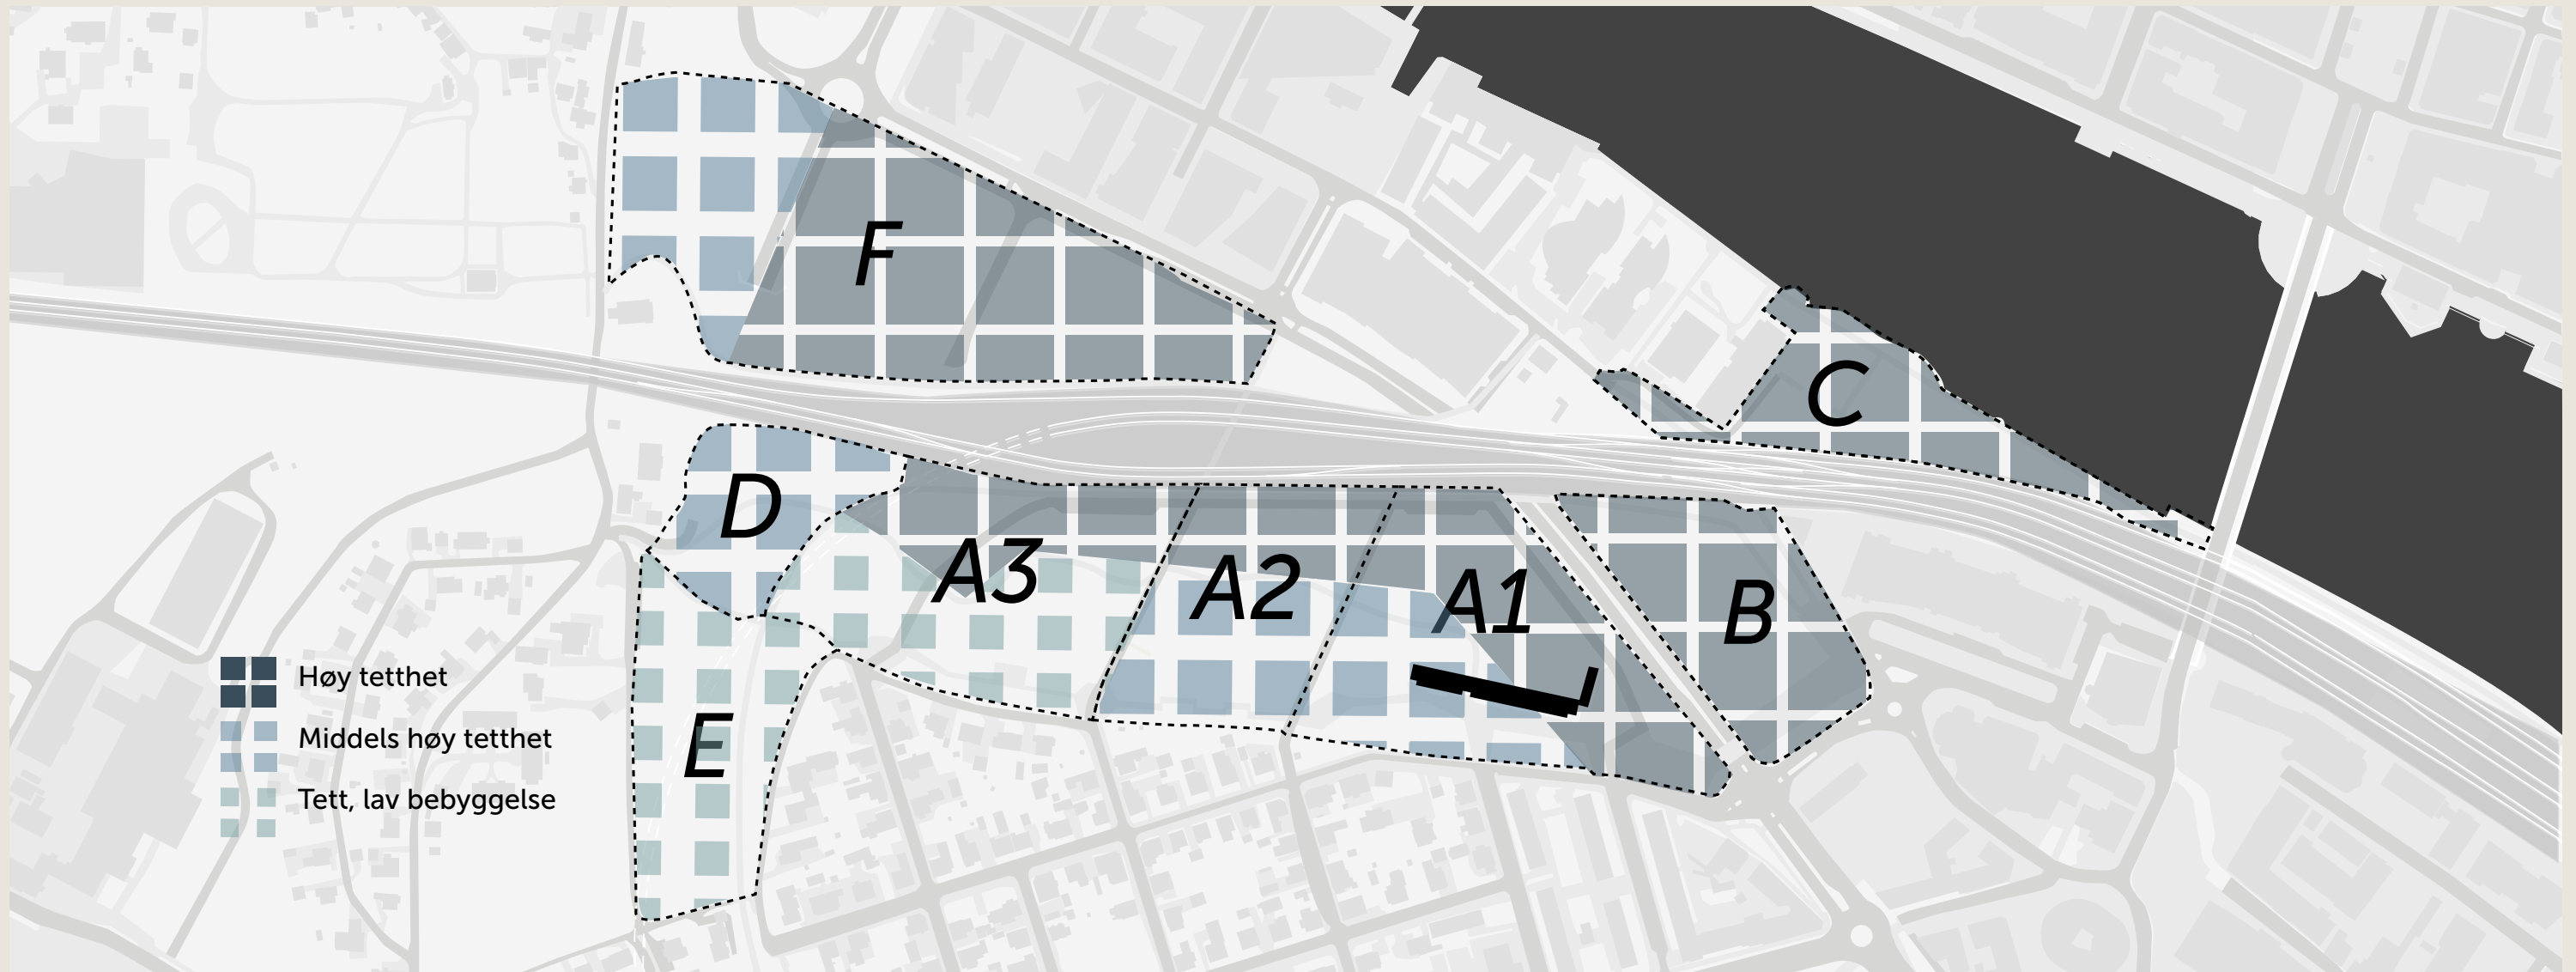 F
C
D
A3
A2
A1
B
E
Høy tetthet
Middels høy tetthet
Tett, lav bebyggelse